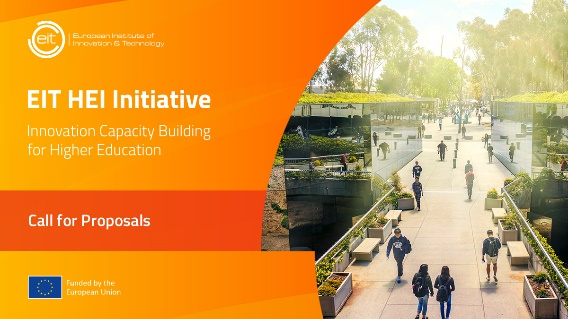 eit
European Institute of
Innovation & Technology
EIT HEI Initiative
Innovation Capacity Building
for Higher Education
Call for Proposals
Funded by the
European Union